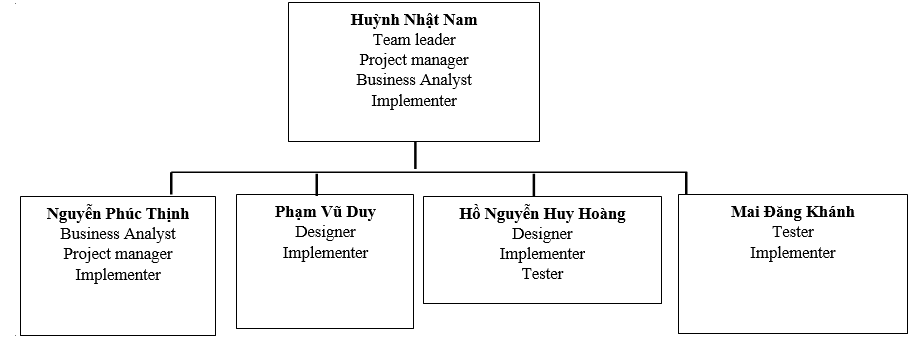 Huỳnh Nhật Nam
Team leader
Project manager
Business Analyst
Implementer
Nguyễn Phúc Thịnh
Business Analyst
Project manager
Implementer
Phạm Vũ Duy
Designer
Implementer
Hồ Nguyễn Huy Hoàng
Designer
Implementer
Tester
Mai Đăng Khánh
Tester
Implementer